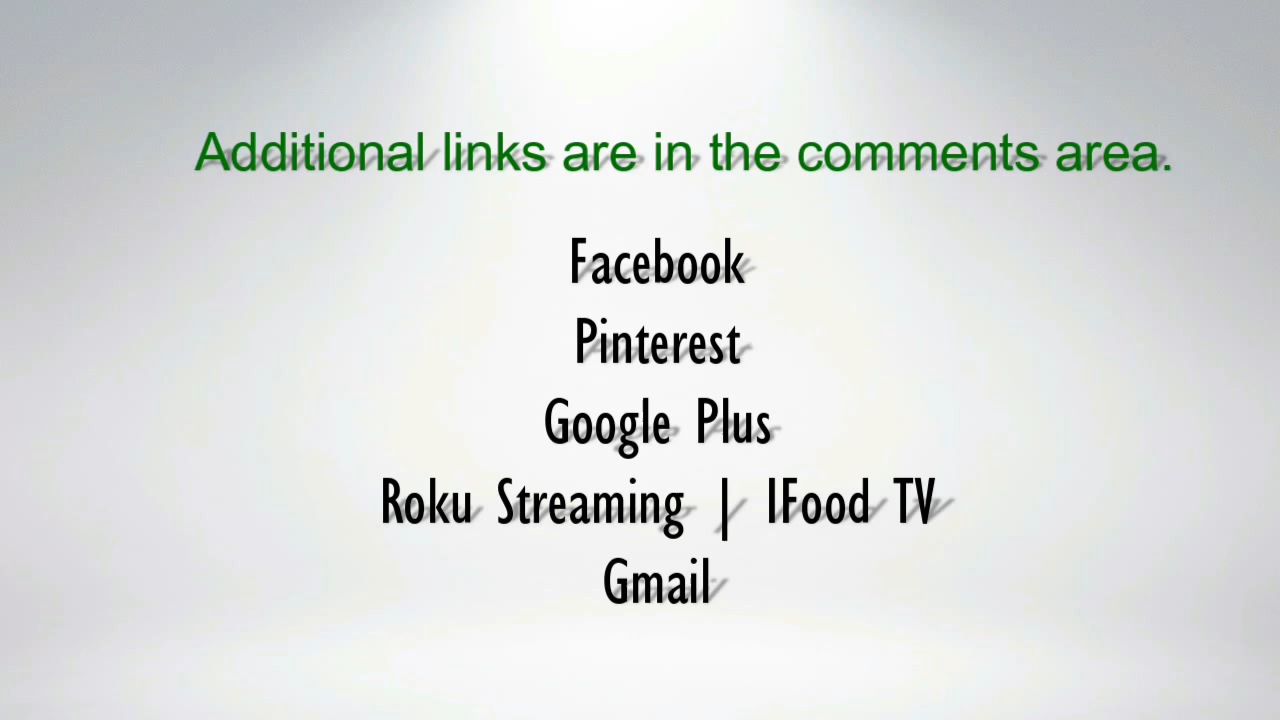 Additional links are in the comments area.
Facebook
Pinterest
Google Plus
Roku Streaming | IFood TV
Gmail